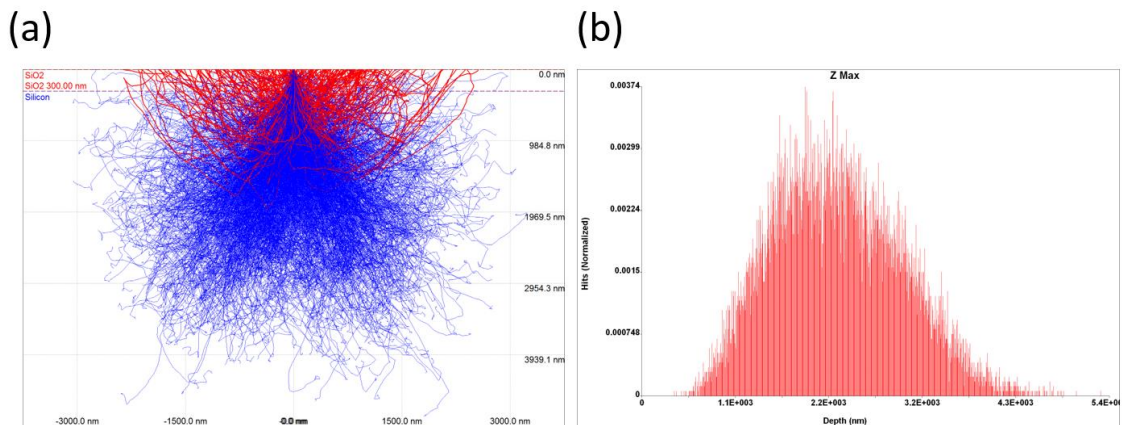 (a)
SiO2
SiO2 300.00 nm
Silicon
0.0 nm
984.8 nm
1969.5 nm
2954.3 nm
3939.1 nm
-3000.0 nm
-1500.0 nm
1500.0 nm
3000.0 nm
(b)
Z Max
Hits (Normalized)
0.00374
0.00299
0.00224
0.0015
0.000748
0
0
1.1E+003
2.2E+003
3.2E+003
4.3E+003
5.4E+0
Depth (nm)